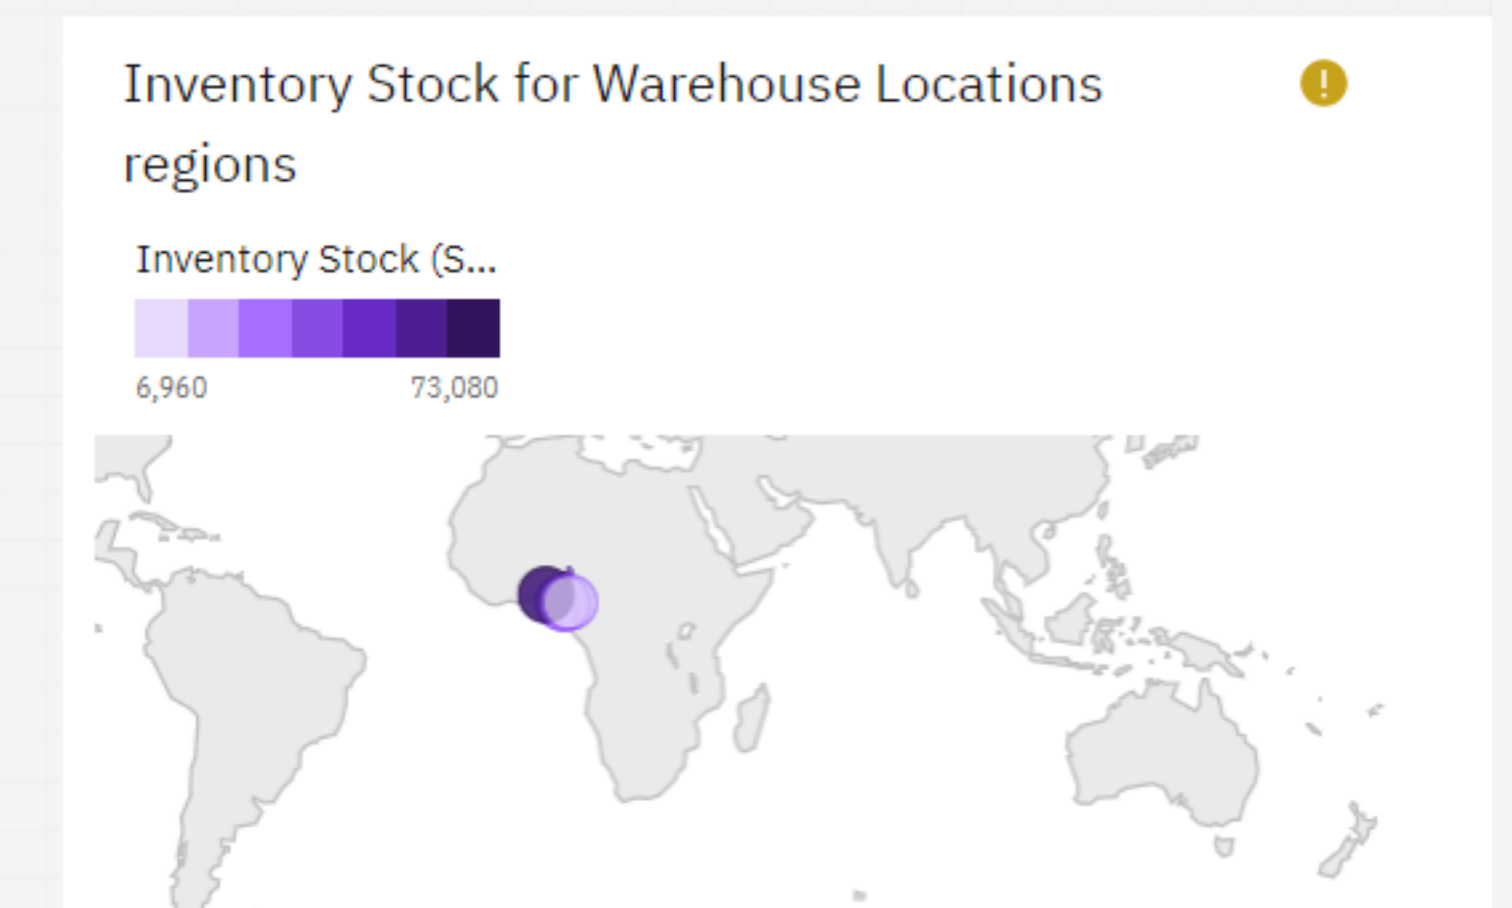 Inventory Stock for Warehouse Locations
regions
!
Inventory Stock (S...
6,960 73,080